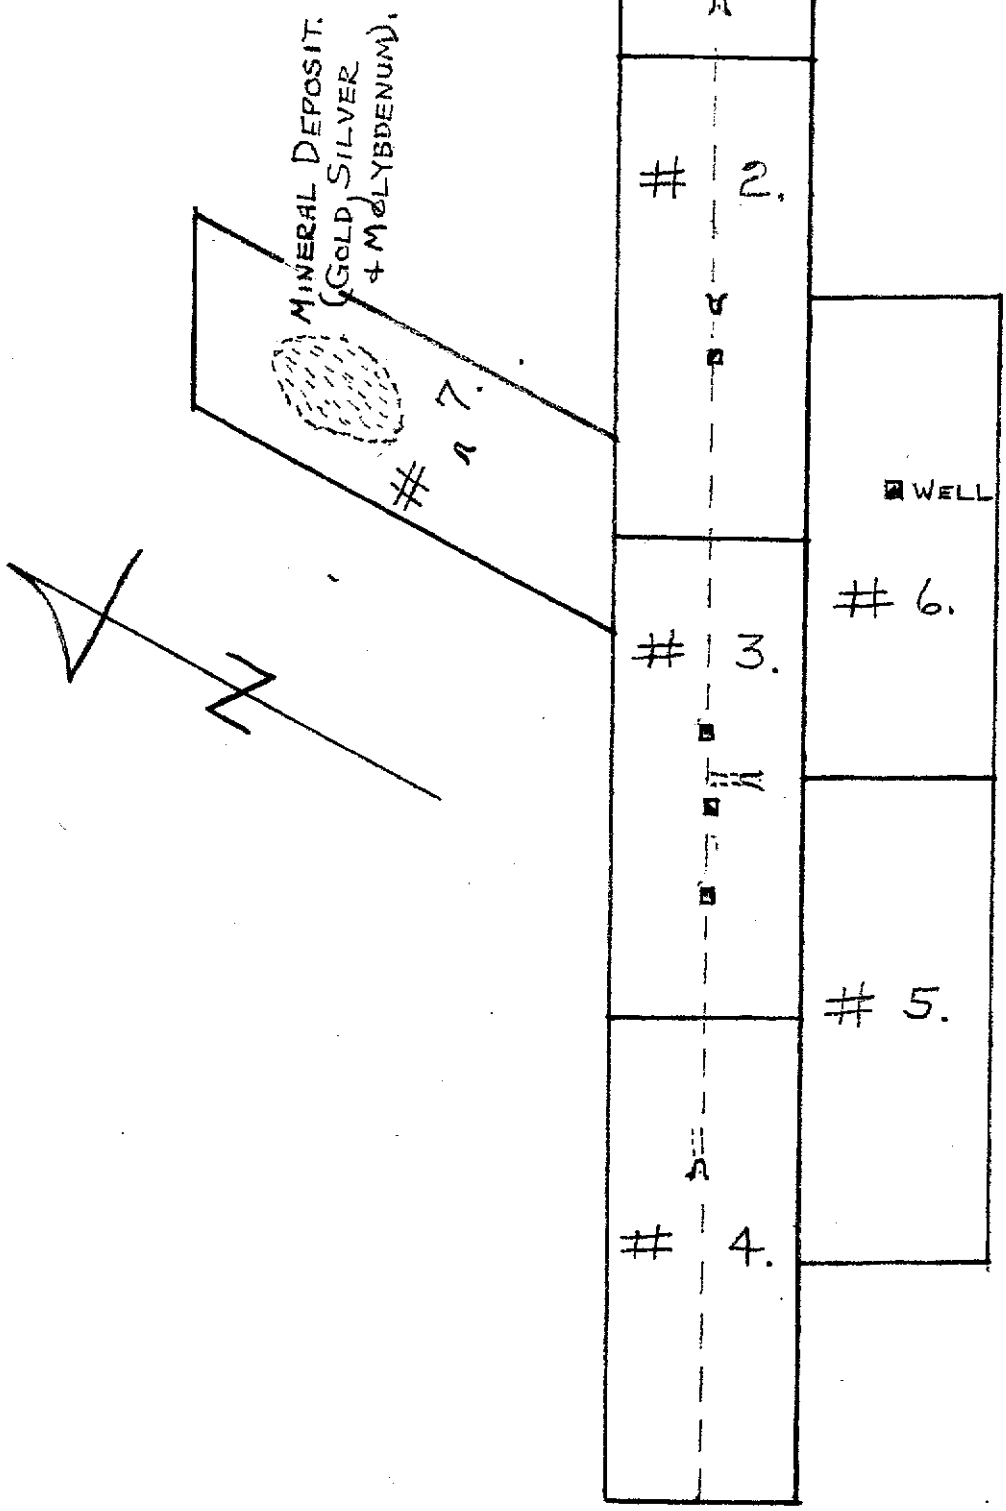 MINERAL DEPOSIT.
(GOLD, SILVER
+ MOLYBDENUM).
# 2.
# 7.
WELL
# 6.
# 3.
N
# 5.
# 4.